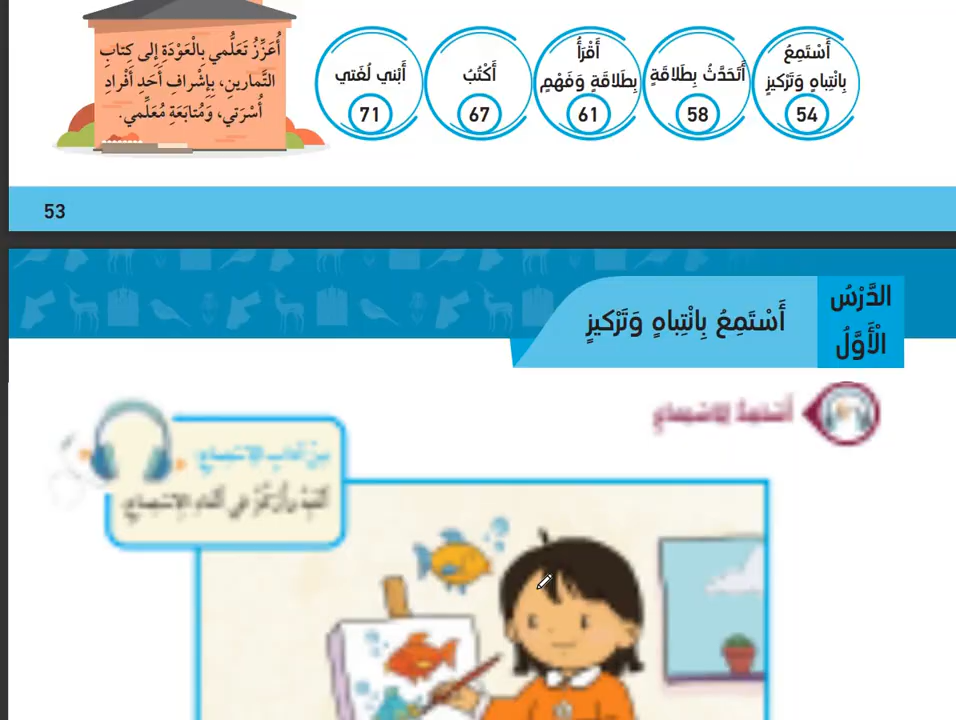 أَسْتَمِعُ
بِانْتِباهٍ وَتَرْكيزٍ
54
أَتَحَدَّثُ بِطَلاقَةٍ
58
أَقْرَأُ
بِطَلاقَةٍ وَفَهْمٍ
61
أَكْتُبُ
67
أَبْني لُغَتي
71
أُعَزِّزُ تَعَلُّمي بِالْعَوْدَةِ إِلى كِتابِ
التَّمارينِ، بِإِشْرافِ أَحَدِ أَفْرادِ
أُسْرَتي، وَمُتابَعَةِ مُعَلِّمي.
53
الدَّرْسُ
الْأَوَّلُ
أَسْتَمِعُ بِانْتِباهٍ وَتَرْكيزٍ